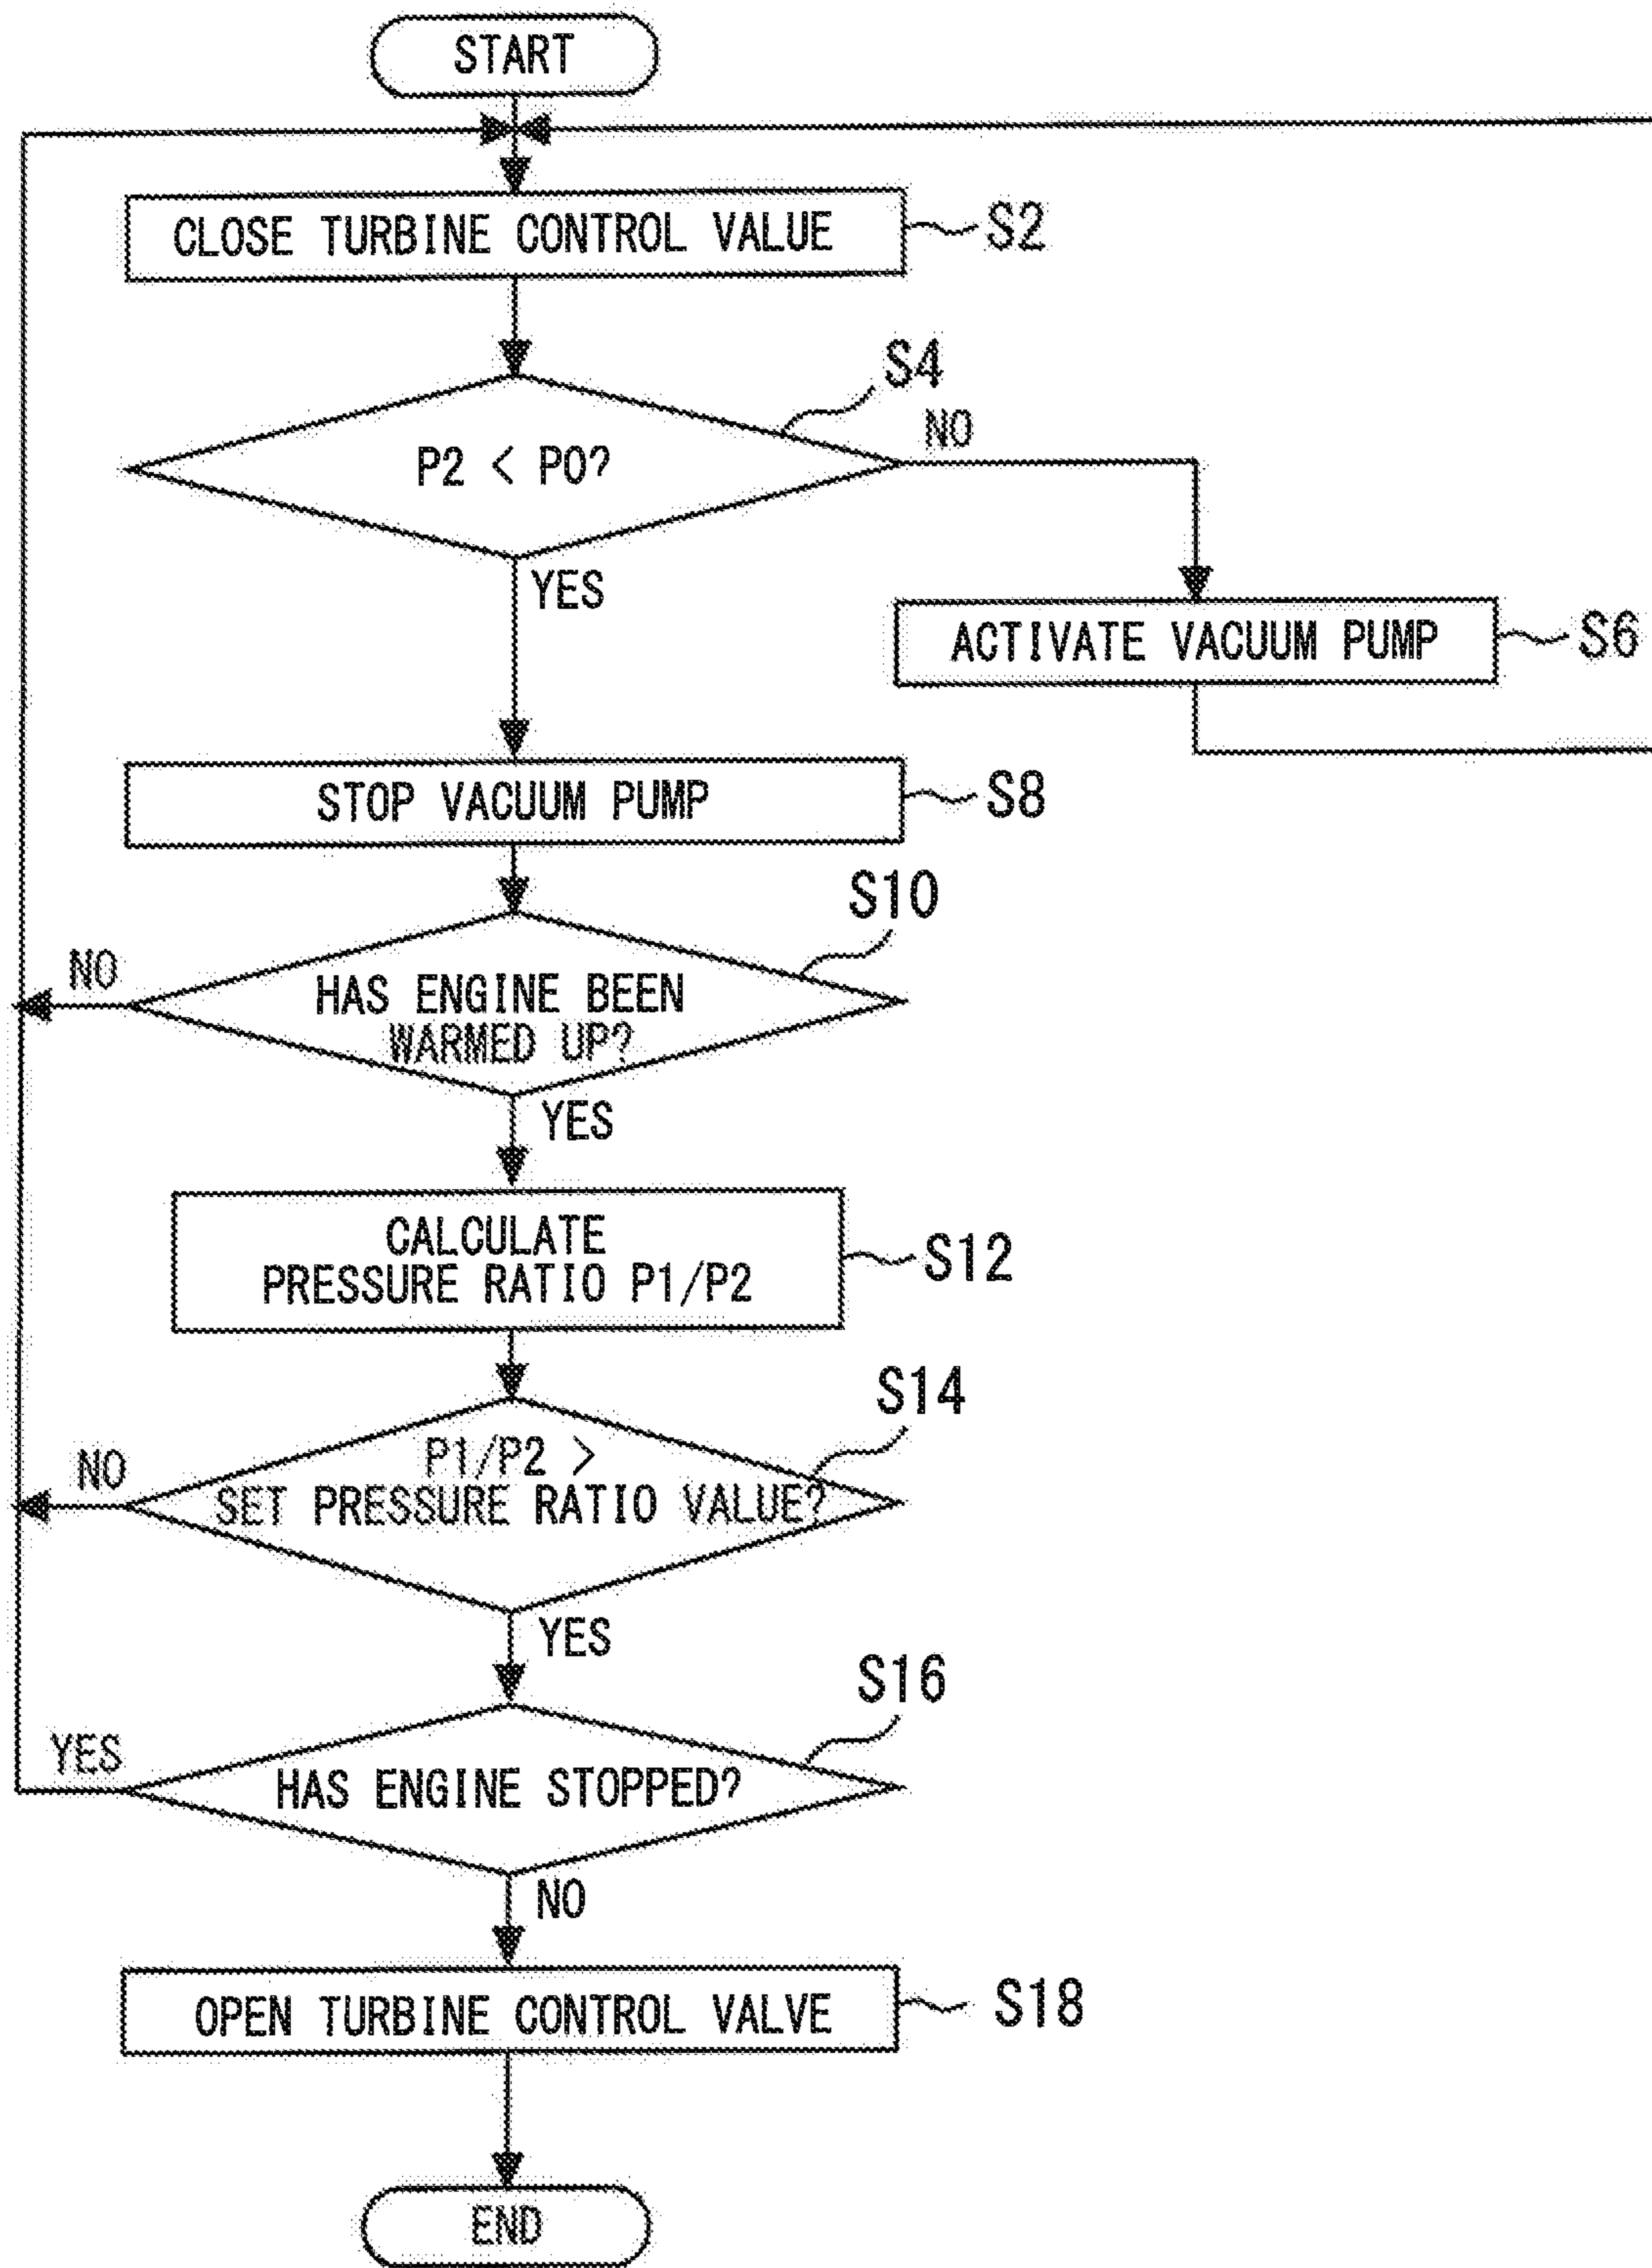 START
CLOSE TURBINE CONTROL VALUE
S2
S4
P2 < P0?
NO
YES
ACTIVATE VACUUM PUMP
S6
STOP VACUUM PUMP
S8
S10
NO
HAS ENGINE BEEN
WARMED UP?
YES
CALCULATE
PRESSURE RATIO P1/P2
S12
S14
P1/P2 >
NO
SET PRESSURE RATIO VALUE?
YES
S16
YES
HAS ENGINE STOPPED?
NO
OPEN TURBINE CONTROL VALVE
S18
END